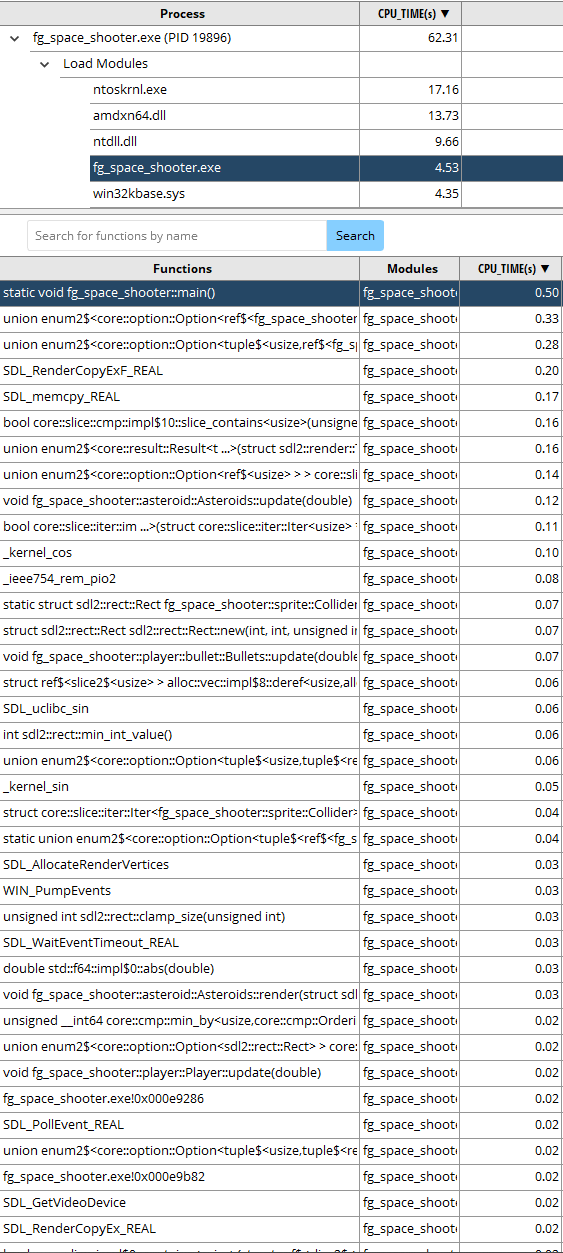 Process CPU_TIME(s) ▼
fg_space_shooter.exe (PID 19896) 62.31
Load Modules
ntoskrnl.exe 17.16
amdxn64.dll 13.73
ntdll.dll 9.66
fg_space_shooter.exe 4.53
win32kbase.sys 4.35
Search for functions by name Search
Functions Modules CPU_TIME(s) ▼
static void fg_space_shooter::main() fg_space_shoot 0.50
union enum2$<core::option::Option<ref$<fg_space_shooter fg_space_shoot 0.33
union enum2$<core::option::Option<tuple$<usize,ref$<fg_s fg_space_shoot 0.28
SDL_RenderCopyExF_REAL fg_space_shoot 0.20
SDL_memcpy_REAL fg_space_shoot 0.17
bool core::slice::cmp::impl$10::slice_contains<usize>(unsigne fg_space_shoot 0.16
union enum2$<core::result::Result<t ...>(struct sdl2::render:: fg_space_shoot 0.16
union enum2$<core::option::Option<ref$<usize> > > core::sli fg_space_shoot 0.14
void fg_space_shooter::asteroid::Asteroids::update(double) fg_space_shoot 0.12
bool core::slice::iter::im ...>(struct core::slice::iter::Iter<usize> fg_space_shoot 0.11
_kernel_cos fg_space_shoot 0.10
_ieee754_rem_pio2 fg_space_shoot 0.08
static struct sdl2::rect::Rect fg_space_shooter::sprite::Collider fg_space_shoot 0.07
struct sdl2::rect::Rect sdl2::rect::Rect::new(int, int, unsigned i fg_space_shoot 0.07
void fg_space_shooter::player::bullet::Bullets::update(double fg_space_shoot 0.07
struct ref$<slice2$<usize> > alloc::vec::impl$8::deref<usize,all fg_space_shoot 0.06
SDL_uclibc_sin fg_space_shoot 0.06
int sdl2::rect::min_int_value() fg_space_shoot 0.06
union enum2$<core::option::Option<tuple$<usize,tuple$<re fg_space_shoot 0.06
_kernel_sin fg_space_shoot 0.05
struct core::slice::iter::Iter<fg_space_shooter::sprite::Collider> fg_space_shoot 0.04
static union enum2$<core::option::Option<tuple$<ref$<fg_s fg_space_shoot 0.04
SDL_AllocateRenderVertices fg_space_shoot 0.03
WIN_PumpEvents fg_space_shoot 0.03
unsigned int sdl2::rect::clamp_size(unsigned int) fg_space_shoot 0.03
SDL_WaitEventTimeout_REAL fg_space_shoot 0.03
double std::f64::impl$0::abs(double) fg_space_shoot 0.03
void fg_space_shooter::asteroid::Asteroids::render(struct sdl fg_space_shoot 0.03
unsigned __int64 core::cmp::min_by<usize,core::cmp::Orderi fg_space_shoot 0.02
union enum2$<core::option::Option<sdl2::rect::Rect> > core: fg_space_shoot 0.02
void fg_space_shooter::player::Player::update(double) fg_space_shoot 0.02
fg_space_shooter.exe!0x000e9286 fg_space_shoot 0.02
SDL_PollEvent_REAL fg_space_shoot 0.02
union enum2$<core::option::Option<tuple$<usize,tuple$<re fg_space_shoot 0.02
fg_space_shooter.exe!0x000e9b82 fg_space_shoot 0.02
SDL_GetVideoDevice fg_space_shoot 0.02
SDL_RenderCopyEx_REAL fg_space_shoot 0.02